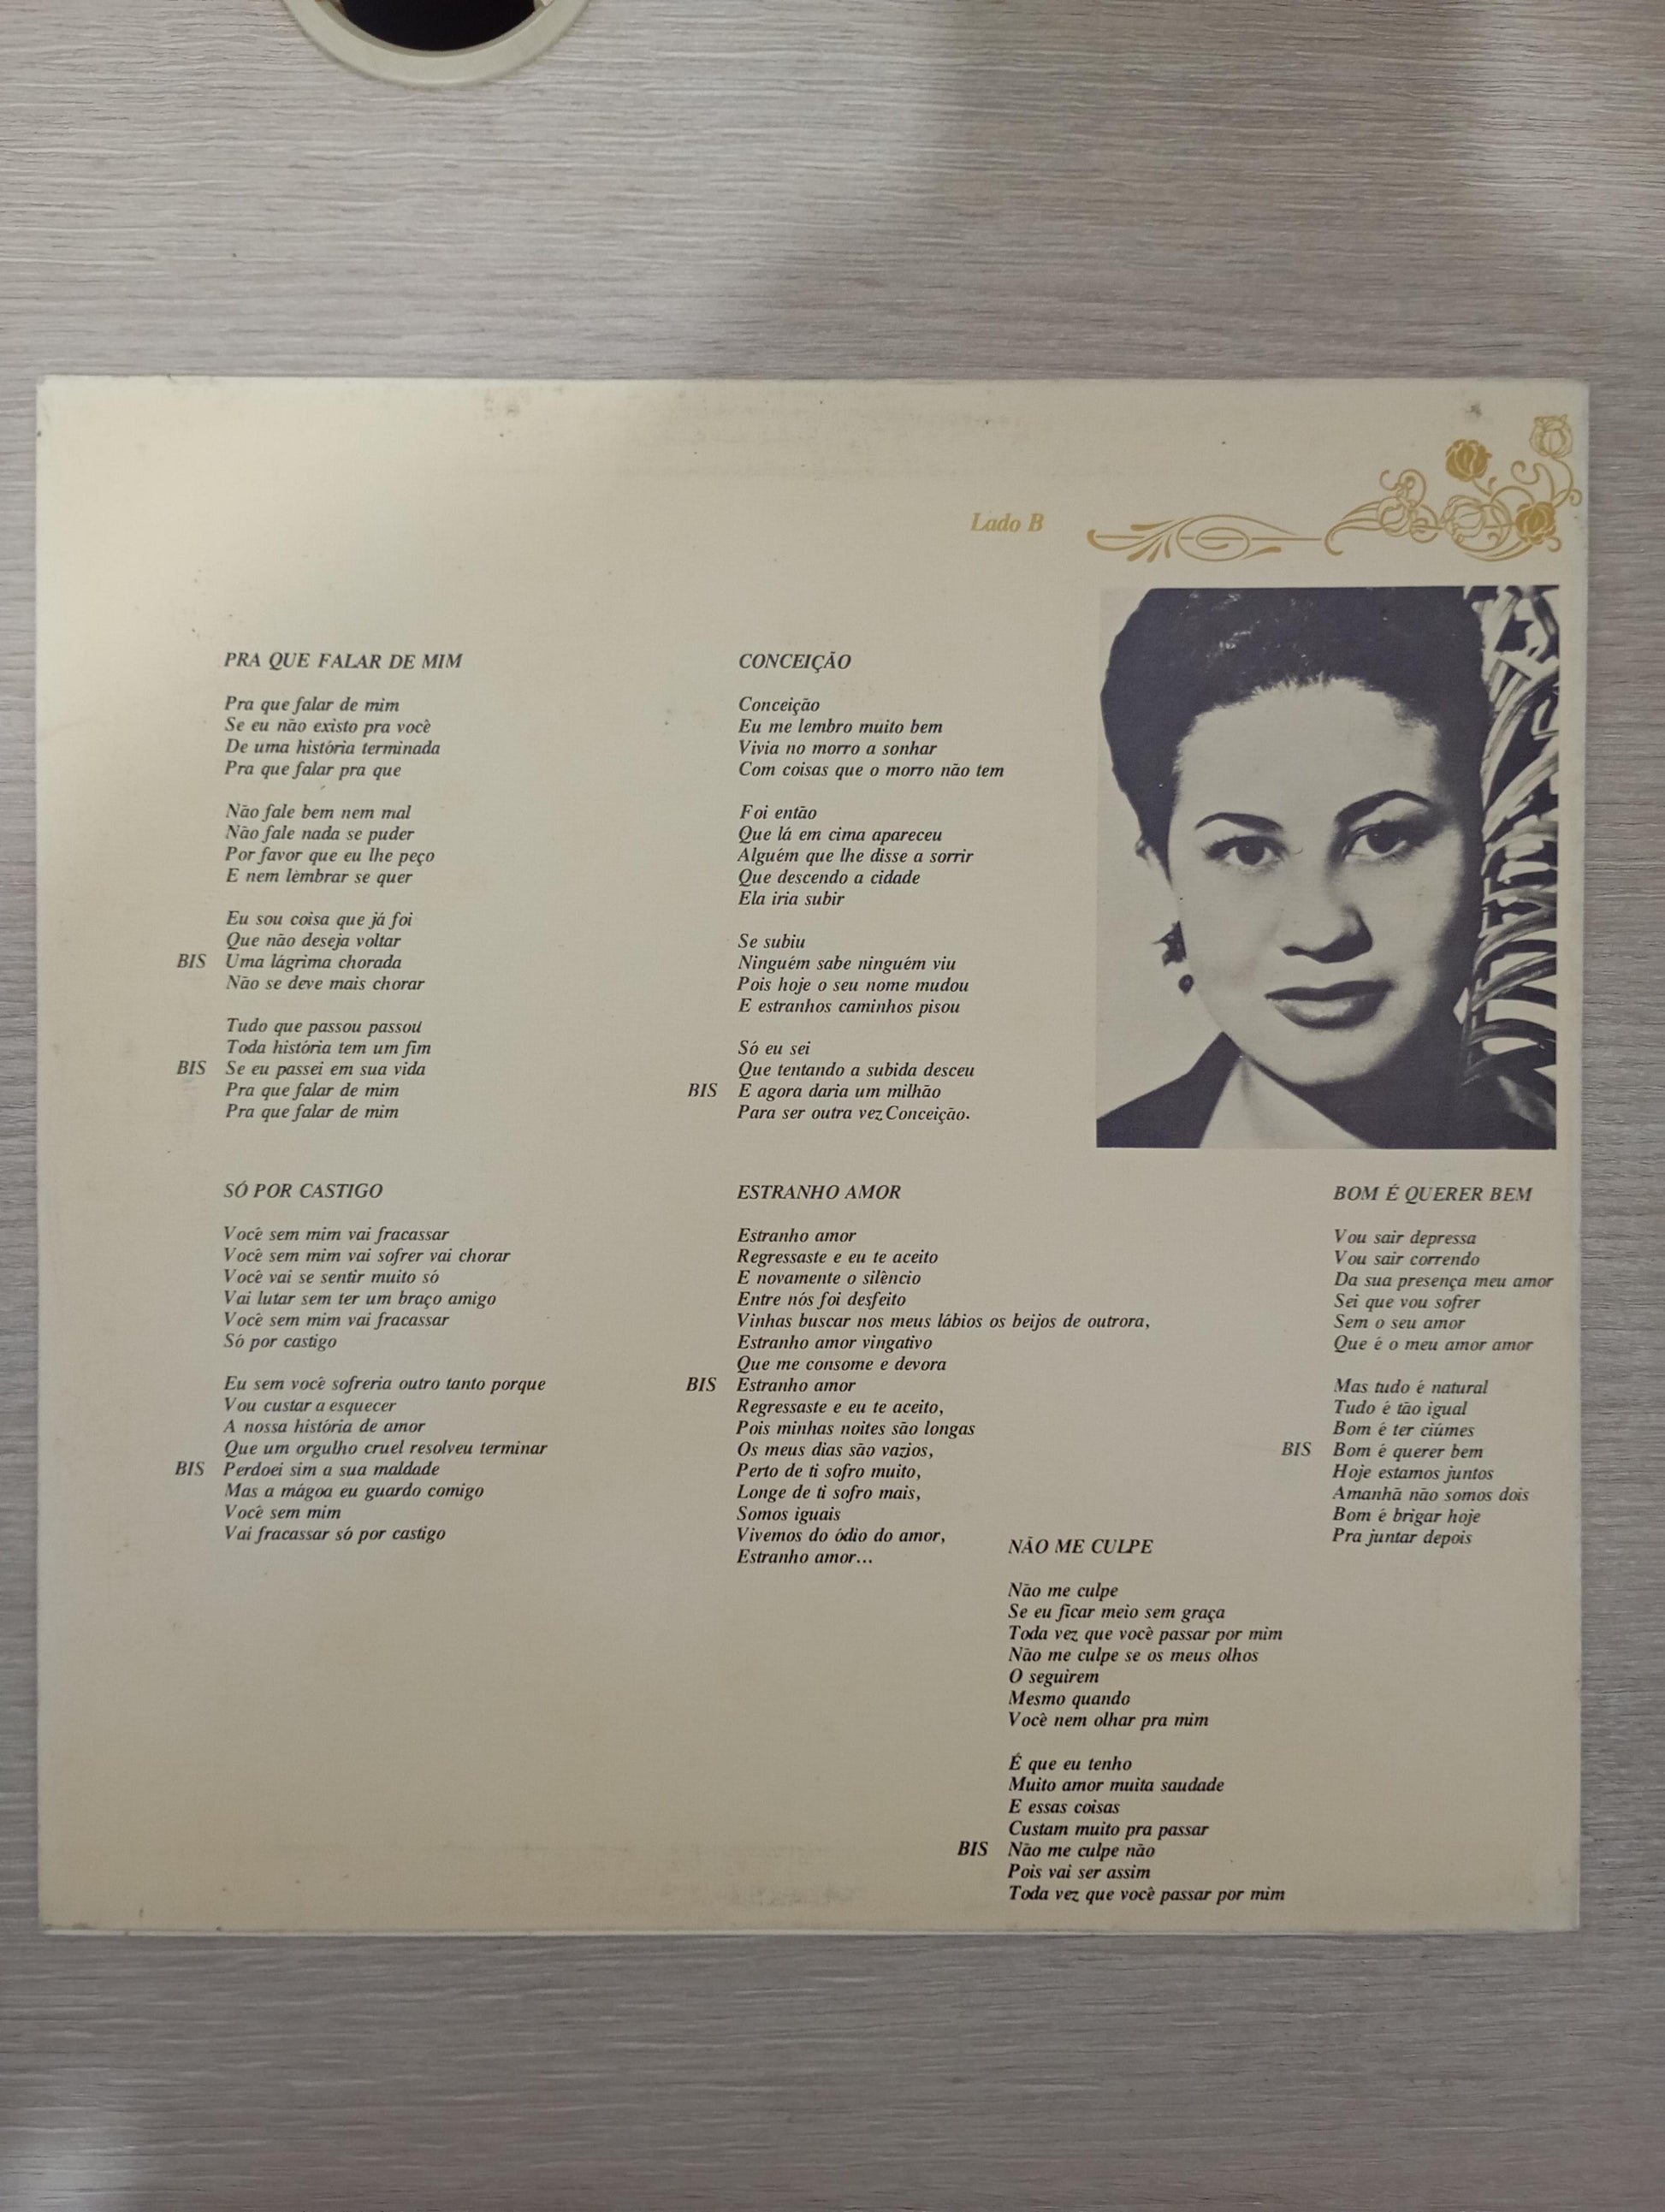 Lado B
PRA QUE FALAR DE MIM
Pra que falar de mim
Se eu não existo pra você
De uma história terminada
Pra que falar pra que
Não fale bem nem mal
Não fale nada se puder
Por favor que eu lhe peço
E nem lembrar se quer
Eu sou coisa que já foi
Que não deseja voltar
BIS Uma lágrima chorada
Não se deve mais chorar
Tudo que passou passou
Toda história tem um fim
BIS Se eu passei em sua vida
Pra que falar de mim
Pra que falar de mim
CONCEIÇÃO
Conceição
Eu me lembro muito bem
Vivia no morro a sonhar
Com coisas que o morro não tem
Foi então
Que lá em cima apareceu
Alguém que lhe disse a sorrir
Que descendo a cidade
Ela iria subir
Se subiu
Ninguém sabe ninguém viu
Pois hoje o seu nome mudou
E estranhos caminhos pisou
Só eu sei
Que tentando a subida desceu
BIS E agora daria um milhão
Para ser outra vez Conceição.
SÓ POR CASTIGO
Você sem mim vai fracassar
Você sem mim vai sofrer vai chorar
Você vai se sentir muito só
Vai lutar sem ter um braço amigo
Você sem mim vai fracassar
Só por castigo
Eu sem você sofreria outro tanto porque
Vou custar a esquecer
A nossa história de amor
Que um orgulho cruel resolveu terminar
BIS Perdoei sim a sua maldade
Mas a mágoa eu guardo comigo
Você sem mim
Vai fracassar só por castigo
ESTRANHO AMOR
Estranho amor
Regressaste e eu te aceito
E novamente o silêncio
Entre nós foi desfeito
Vinhas buscar nos meus lábios os beijos de outrora,
Estranho amor vingativo
Que me consome e devora
BIS Estranho amor
Regressaste e eu te aceito,
Pois minhas noites são longas
Os meus dias são vazios,
Perto de ti sofro muito,
Longe de ti sofro mais,
Somos iguais
Vivemos do ódio do amor,
Estranho amor...
BOM É QUERER BEM
Vou sair depressa
Vou sair correndo
Da sua presença meu amor
Sei que vou sofrer
Sem o seu amor
Que é o meu amor amor
Mas tudo é natural
Tudo é tão igual
Bom é ter ciúmes
BIS Bom é querer bem
Hoje estamos juntos
Amanhã não somos dois
Bom é brigar hoje
Pra juntar depois
NÃO ME CULPE
Não me culpe
Se eu ficar meio sem graça
Toda vez que você passar por mim
Não me culpe se os meus olhos
O seguirem
Mesmo quando
Você nem olhar pra mim
É que eu tenho
Muito amor muita saudade
E essas coisas
Custam muito pra passar
BIS Não me culpe não
Pois vai ser assim
Toda vez que você passar por mim